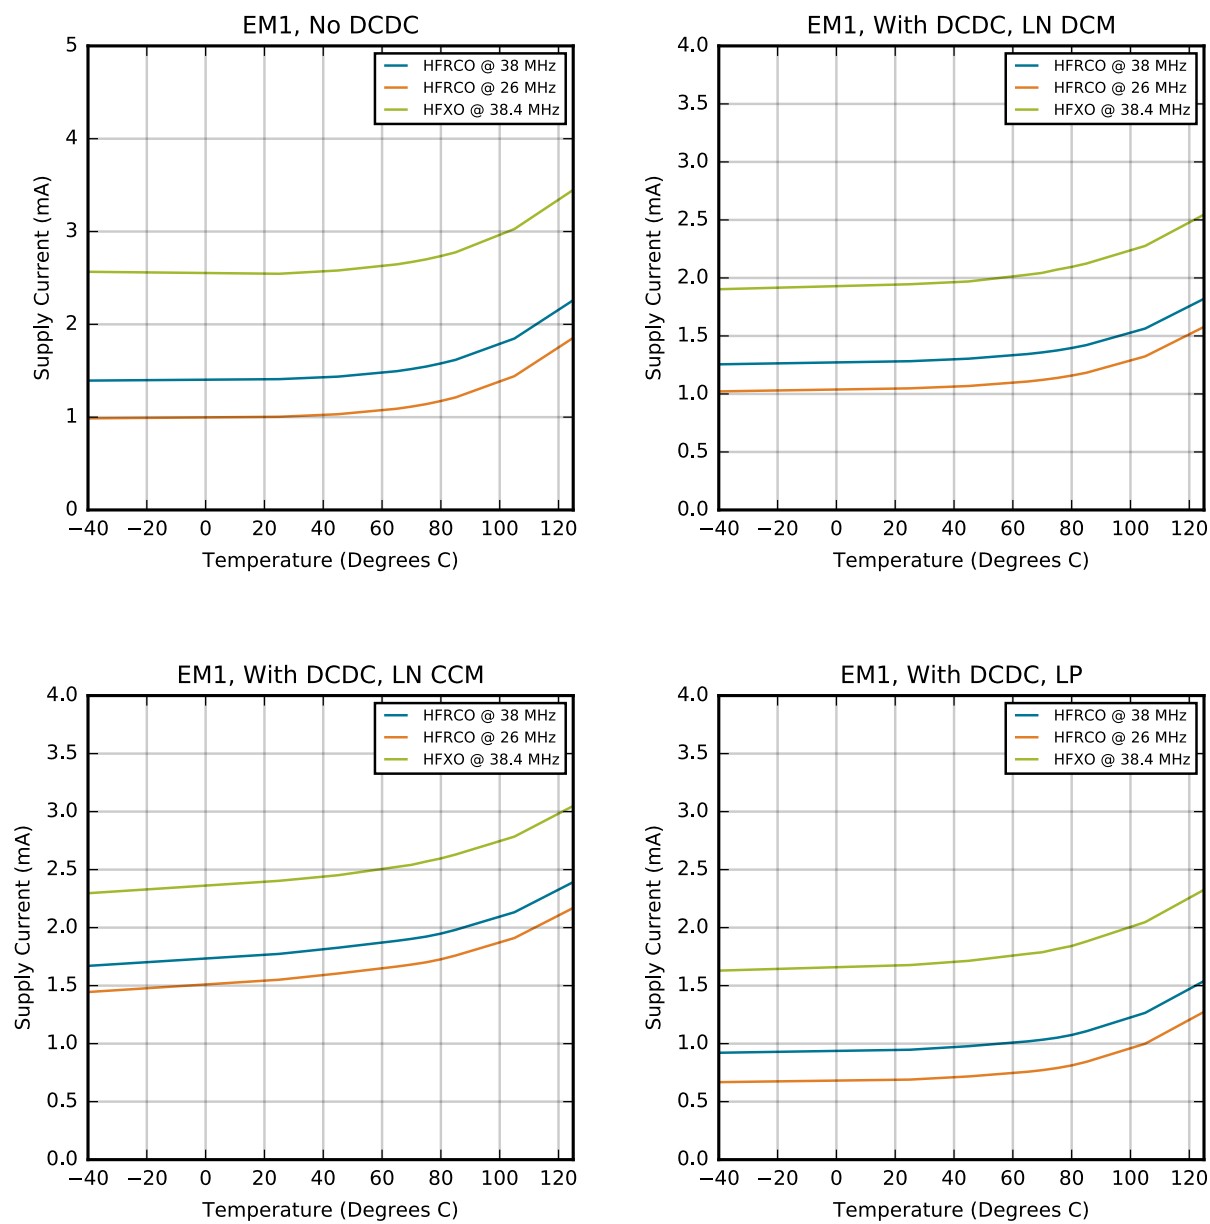 EM1, No DCDC
5
4
3
2
1
0
Supply Current (mA)
HFRCO @ 38 MHz
HFRCO @ 26 MHz
HFXO @ 38.4 MHz
−40 −20 0 20 40 60 80 100 120
Temperature (Degrees C)
EM1, With DCDC, LN DCM
4.0
3.5
3.0
2.5
2.0
1.5
1.0
0.5
0.0
Supply Current (mA)
HFRCO @ 38 MHz
HFRCO @ 26 MHz
HFXO @ 38.4 MHz
−40 −20 0 20 40 60 80 100 120
Temperature (Degrees C)
EM1, With DCDC, LN CCM
4.0
3.5
3.0
2.5
2.0
1.5
1.0
0.5
0.0
Supply Current (mA)
HFRCO @ 38 MHz
HFRCO @ 26 MHz
HFXO @ 38.4 MHz
−40 −20 0 20 40 60 80 100 120
Temperature (Degrees C)
EM1, With DCDC, LP
4.0
3.5
3.0
2.5
2.0
1.5
1.0
0.5
0.0
Supply Current (mA)
HFRCO @ 38 MHz
HFRCO @ 26 MHz
HFXO @ 38.4 MHz
−40 −20 0 20 40 60 80 100 120
Temperature (Degrees C)